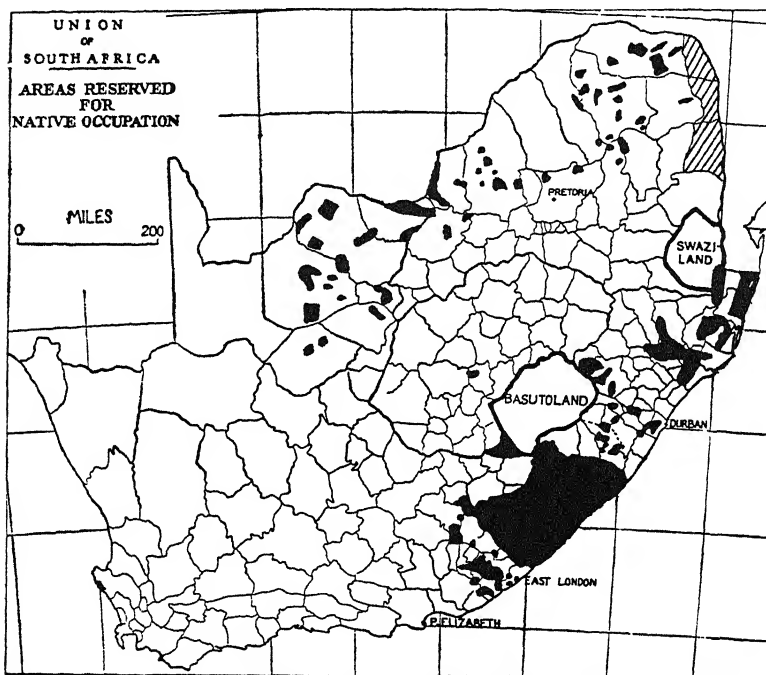 UNION
OF
SOUTH AFRICA
AREAS RESERVED
FOR
NATIVE OCCUPATION
MILES
0 200
PRETORIA
SWAZI-
LAND
BASUTOLAND
DURBAN
EAST LONDON
P. ELIZABETH